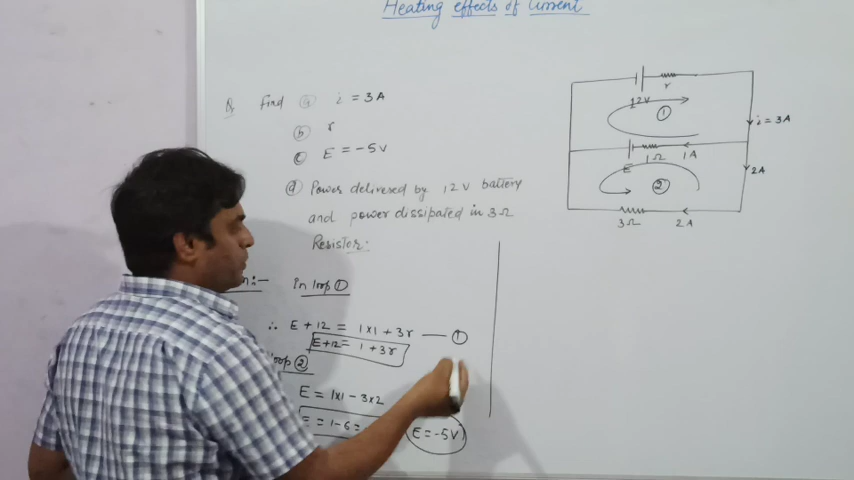 Heating effects of Current
Q. find (a) i = 3A
(b) r
(c) E = -5V
(d) Power delivered by 12V battery
and power dissipated in 3Ω
Resistor:
n:- In loop ①
∴ E + 12 = 1×1 + 3r — ①
E+12 = 1 + 3r
loop ②
E = 1×1 - 3×2
= 1-6 =
E = -5V
r
12V
①
i = 3A
E
1Ω
1A
②
2A
3Ω
2A